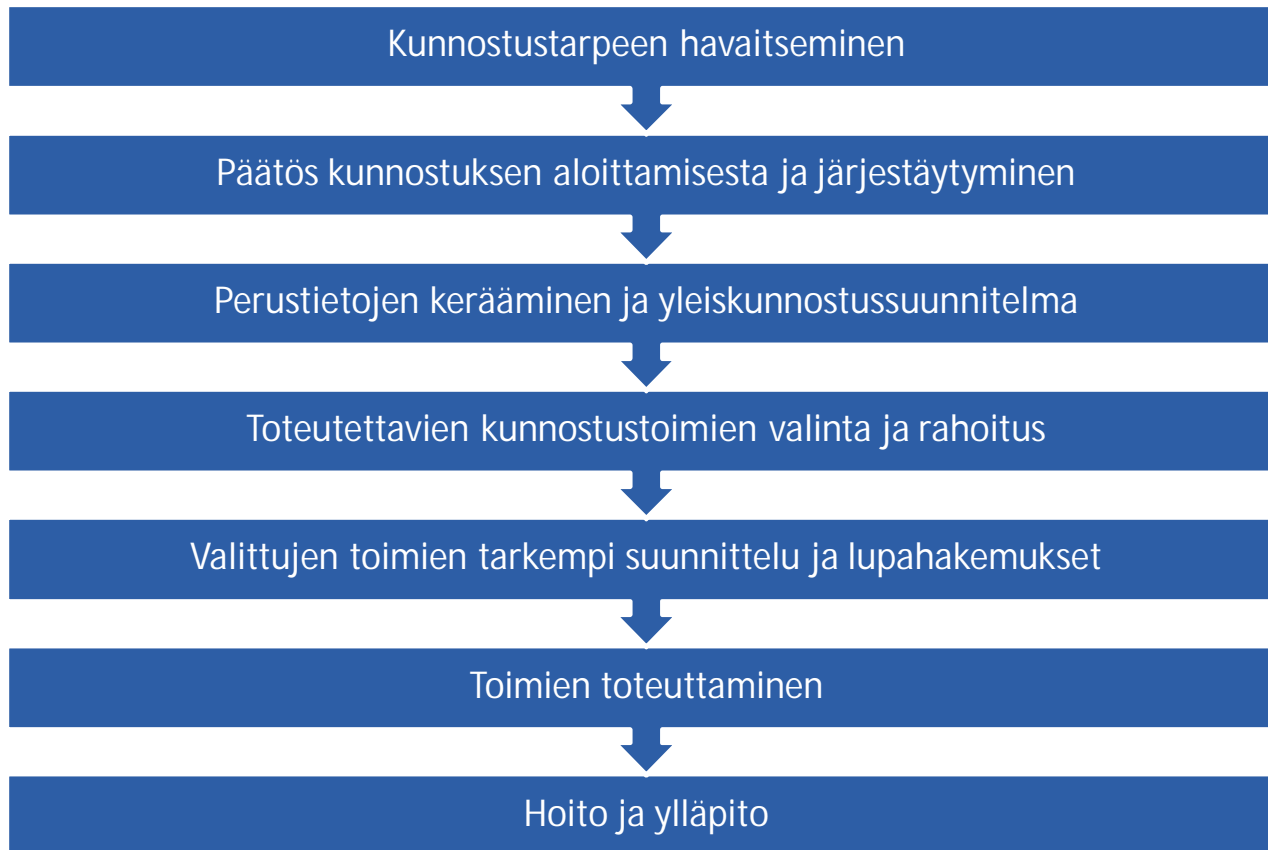 Kunnostustarpeen havaitseminen
Päätös kunnostuksen aloittamisesta ja järjestäytyminen
Perustietojen kerääminen ja yleiskunnostussuunnitelma
Toteutettavien kunnostustoimien valinta ja rahoitus
Valittujen toimien tarkempi suunnittelu ja lupahakemukset
Toimien toteuttaminen
Hoito ja ylläpito